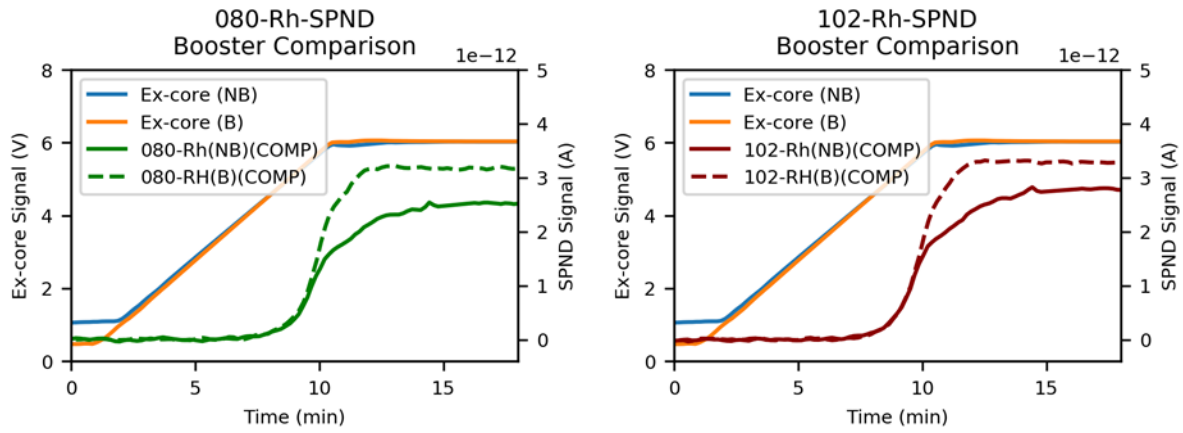 080-Rh-SPND
Booster Comparison
1e−12
Ex-core (NB)
Ex-core (B)
080-Rh(NB)(COMP)
080-RH(B)(COMP)
Ex-core Signal (V)
8
6
4
2
0
SPND Signal (A)
5
4
3
2
1
0
0
5
10
15
Time (min)
102-Rh-SPND
Booster Comparison
1e−12
Ex-core (NB)
Ex-core (B)
102-Rh(NB)(COMP)
102-RH(B)(COMP)
Ex-core Signal (V)
8
6
4
2
0
SPND Signal (A)
5
4
3
2
1
0
0
5
10
15
Time (min)